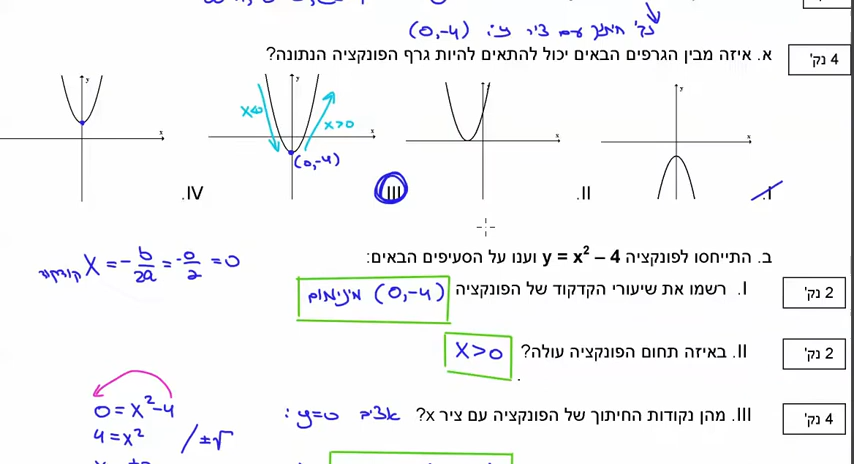 נק' חיתוך עם ציר y: (0,-4)
4 נק'
א. איזה מבין הגרפים הבאים יכול להתאים להיות גרף הפונקציה הנתונה?
y
x
I.
y
x
II.
y
x
x<0
x>0
(0,-4)
III.
y
x
IV.
ב. התייחסו לפונקציה y = x² – 4 וענו על הסעיפים הבאים:
X קודקוד = -b/2a = -0/2 = 0
2 נק'
I. רשמו את שיעורי הקדקוד של הפונקציה (0,-4) מינימום
2 נק'
II. באיזה תחום הפונקציה עולה? x>0
4 נק'
III. מהן נקודות החיתוך של הפונקציה עם ציר x? אציב y=0:
0=x²-4
4=x² /±√